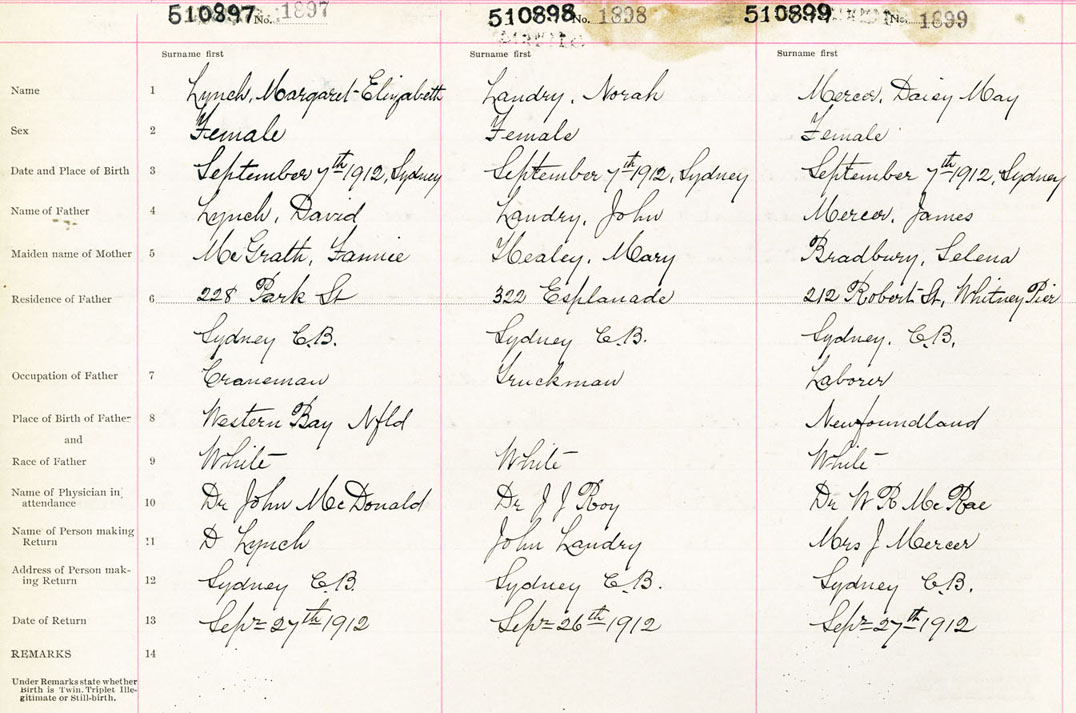 510897 No. 1897 510898 No. 1898 510899 No. 1899
Surname first Surname first Surname first
Name 1 Lynch, Margaret-Elizabeth Landry, Norah Mercer, Daisy May
Sex 2 Female Female Female
Date and Place of Birth 3 September 7th 1912, Sydney September 7th 1912, Sydney September 7th 1912, Sydney
Name of Father 4 Lynch, David Landry, John Mercer, James
Maiden name of Mother 5 McGrath, Fannie Healey, Mary Bradbury, Selena
Residence of Father 6 228 Park St 322 Esplanade 212 Robert St, Whitney Pier
Sydney C.B. Sydney C.B. Sydney, C.B.
Occupation of Father 7 Craneman Truckman Laborer
Place of Birth of Father 8 Western Bay Nfld Newfoundland
and
Race of Father 9 White White White
Name of Physician in
attendance 10 Dr John McDonald Dr J J Roy Dr W R McRae
Name of Person making
Return 11 D Lynch John Landry Mrs J Mercer
Address of Person mak-
ing Return 12 Sydney C.B. Sydney C.B. Sydney C.B.
Date of Return 13 Sepr 27th 1912 Sepr 26th 1912 Sepr 27th 1912
REMARKS 14
Under Remarks state whether
Birth is Twin. Triplet Ille-
gitimate or Still-birth.